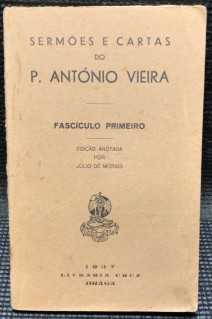 SERMÕES E CARTAS
DO
P. ANTÓNIO VIEIRA
FASCÍCULO PRIMEIRO
EDIÇÃO ANOTADA
POR
JÚLIO DE MORAIS
1937
LIVRARIA CRUZ
BRAGA